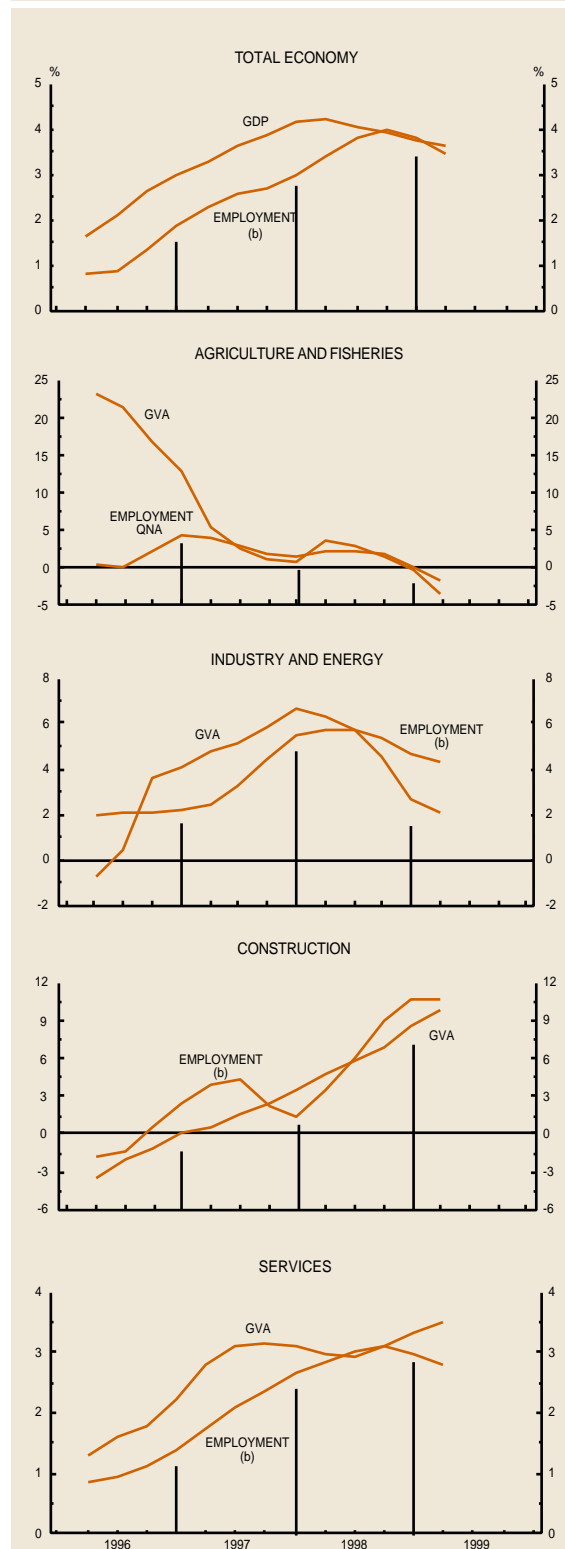 TOTAL ECONOMY
% %
5 5
GDP
4 4
3 3
EMPLOYMENT
(b)
2 2
1 1
0 0
AGRICULTURE AND FISHERIES
25 25
GVA
20 20
15 15
10 10
EMPLOYMENT
QNA
5 5
0 0
-5 -5
INDUSTRY AND ENERGY
8 8
GVA
EMPLOYMENT
(b)
6 6
4 4
2 2
0 0
-2 -2
CONSTRUCTION
12 12
9 9
GVA
EMPLOYMENT
(b)
6 6
3 3
0 0
-3 -3
-6 -6
SERVICES
4 4
GVA
3 3
2 2
EMPLOYMENT
(b)
1 1
0 0
1996 1997 1998 1999